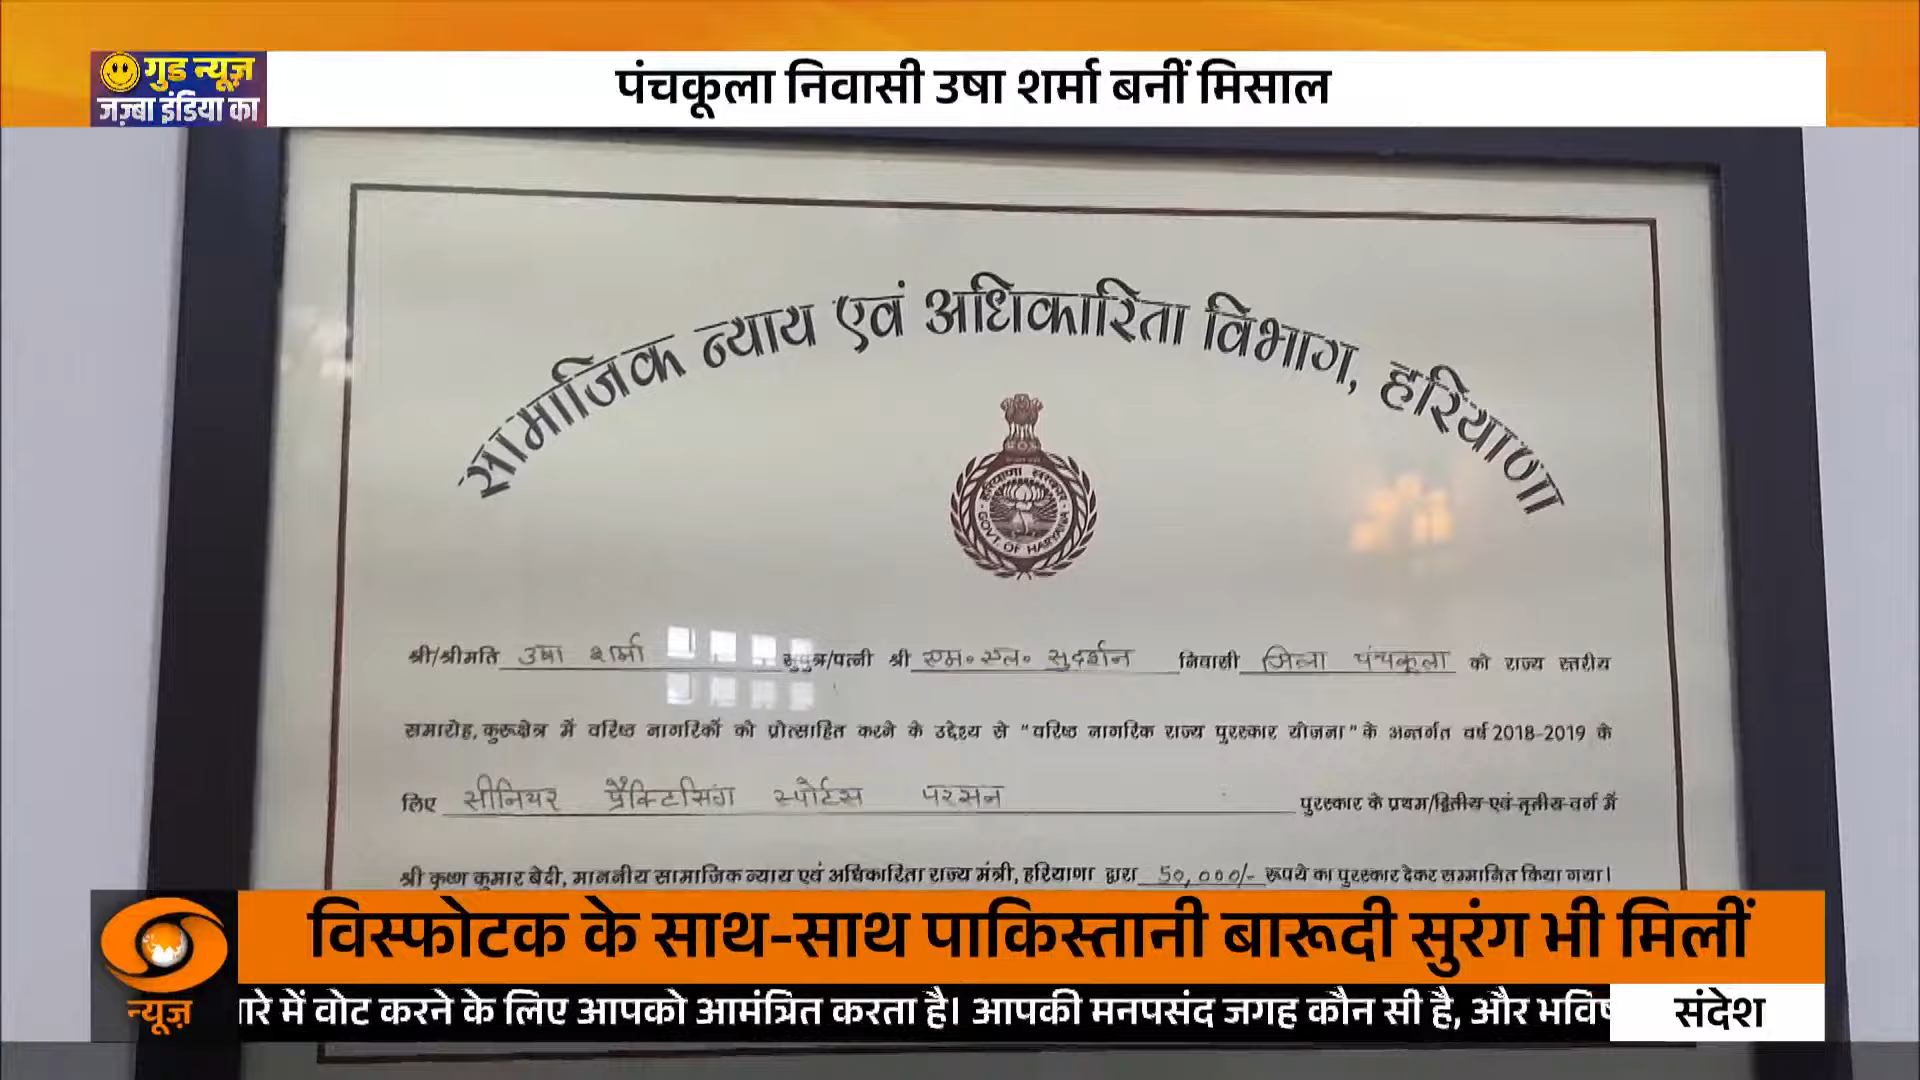 गुड न्यूज़
जज़्बा इंडिया का
पंचकूला निवासी उषा शर्मा बनीं मिसाल
सामाजिक न्याय एवं अधिकारिता विभाग, हरियाणा
हरियाणा सरकार
GOVT. OF HARYANA
श्री/श्रीमति उषा शर्मा सुपुत्र/पत्नी श्री एम॰ एल॰ सुदर्शन निवासी जिला पंचकूला को राज्य स्तरीय
समारोह, कुरूक्षेत्र में वरिष्ठ नागरिकों को प्रोत्साहित करने के उद्देश्य से "वरिष्ठ नागरिक राज्य पुरस्कार योजना" के अन्तर्गत वर्ष 2018-2019 के
लिए सीनियर प्रैक्टिसिंग स्पोर्टस परसन पुरस्कार के प्रथम/द्वितीय एवं तृतीय वर्ग में
श्री कृष्ण कुमार बेदी, माननीय सामाजिक न्याय एवं अधिकारिता राज्य मंत्री, हरियाणा द्वारा 50,000/- रूपये का पुरस्कार देकर सम्मानित किया गया।
विस्फोटक के साथ-साथ पाकिस्तानी बारूदी सुरंग भी मिलीं
न्यूज़
ारे में वोट करने के लिए आपको आमंत्रित करता है। आपकी मनपसंद जगह कौन सी है, और भवि
संदेश